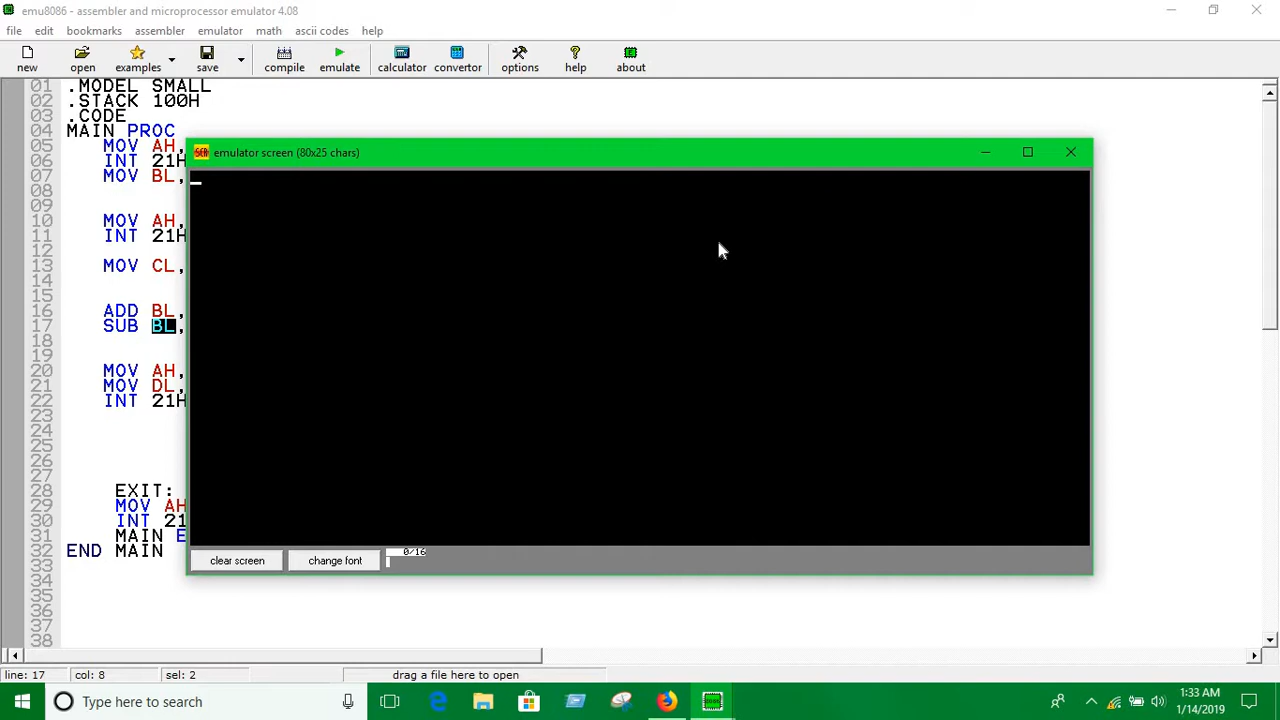 emu8086 - assembler and microprocessor emulator 4.08
file edit bookmarks assembler emulator math ascii codes help
new open examples save compile emulate calculator convertor options help about
01 .MODEL SMALL
02 .STACK 100H
03 .CODE
04 MAIN PROC
05 MOV AH,
06 INT 21H
07 MOV BL,
08
09
10 MOV AH,
11 INT 21H
12
13 MOV CL,
14
15
16 ADD BL,
17 SUB BL,
18
19
20 MOV AH,
21 MOV DL,
22 INT 21H
23
24
25
26
27
28 EXIT:
29 MOV AH
30 INT 21
31 MAIN E
32 END MAIN
33
34
35
36
37
38
emulator screen (80x25 chars)
clear screen change font 0/16
line: 17 col: 8 sel: 2 drag a file here to open
Type here to search
1:33 AM
1/14/2019